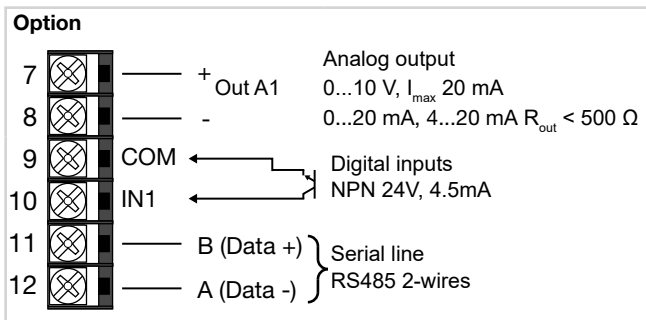 Option
7 + Out A1
8 -
Analog output
0...10 V, Imax 20 mA
0...20 mA, 4...20 mA Rout < 500 Ω
9 COM
10 IN1
Digital inputs
NPN 24V, 4.5mA
11 B (Data +)
12 A (Data -)
Serial line
RS485 2-wires